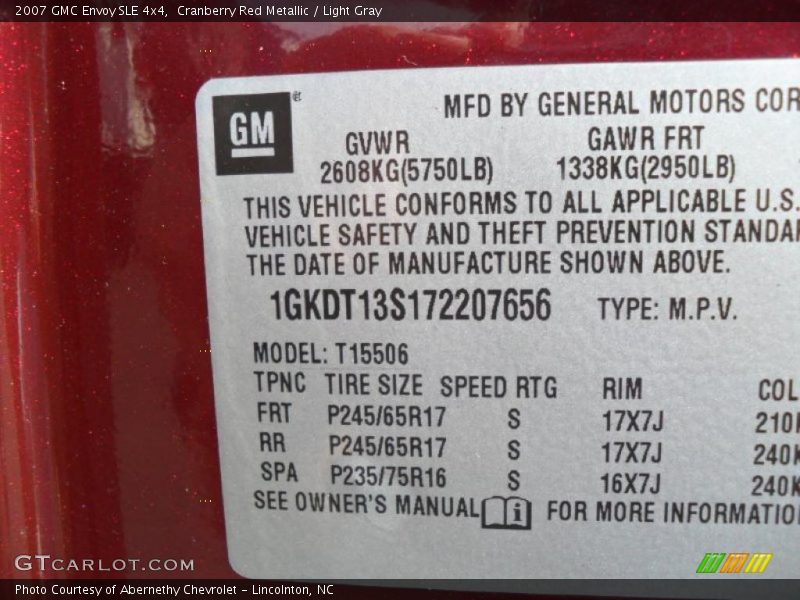 2007 GMC Envoy SLE 4x4,  Cranberry Red Metallic / Light Gray
GM
MFD BY GENERAL MOTORS COR
GVWR
GAWR FRT
2608KG(5750LB)
1338KG(2950LB)
THIS VEHICLE CONFORMS TO ALL APPLICABLE U.S.
VEHICLE SAFETY AND THEFT PREVENTION STANDA
THE DATE OF MANUFACTURE SHOWN ABOVE.
1GKDT13S172207656 TYPE: M.P.V.
MODEL: T15506
TPNC TIRE SIZE SPEED RTG RIM COL
FRT P245/65R17 S 17X7J 210
RR P245/65R17 S 17X7J 240
SPA P235/75R16 S 16X7J 240
SEE OWNER'S MANUAL i FOR MORE INFORMATIO
GTCARLOT.COM
Photo Courtesy of Abernethy Chevrolet – Lincolnton, NC